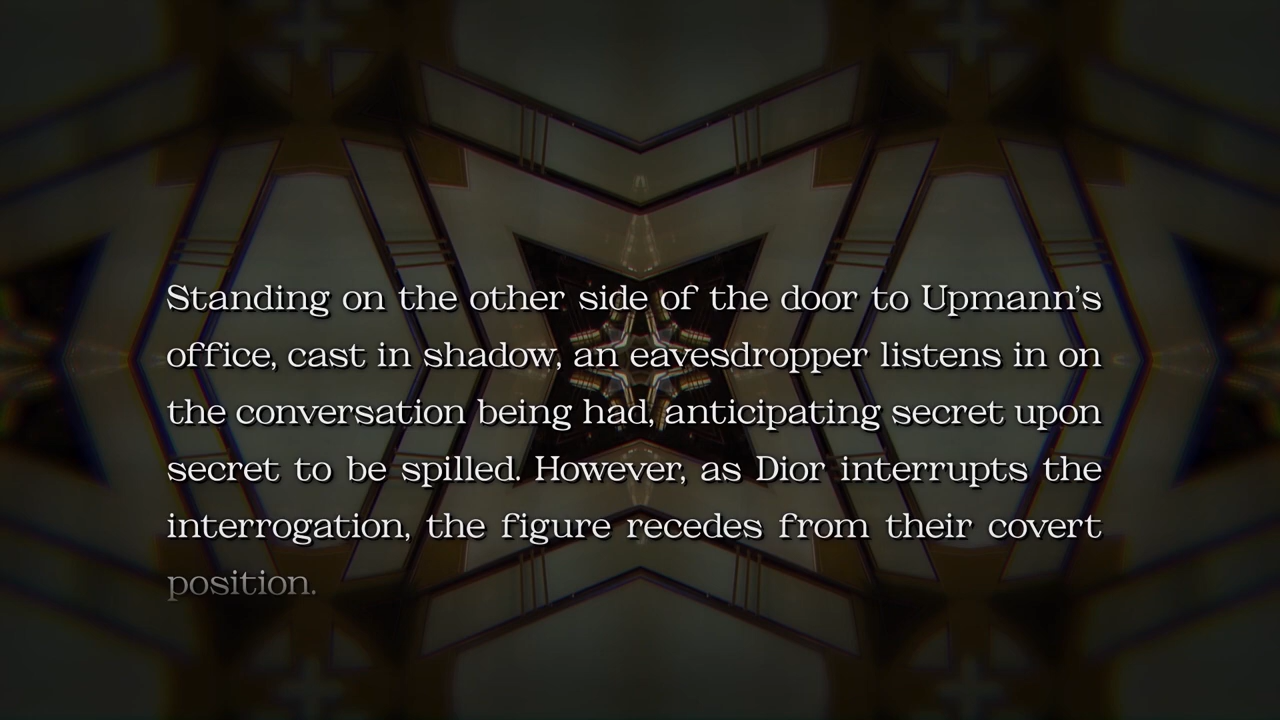 Standing on the other side of the door to Upmann's
office, cast in shadow, an eavesdropper listens in on
the conversation being had, anticipating secret upon
secret to be spilled. However, as Dior interrupts the
interrogation, the figure recedes from their covert
position.